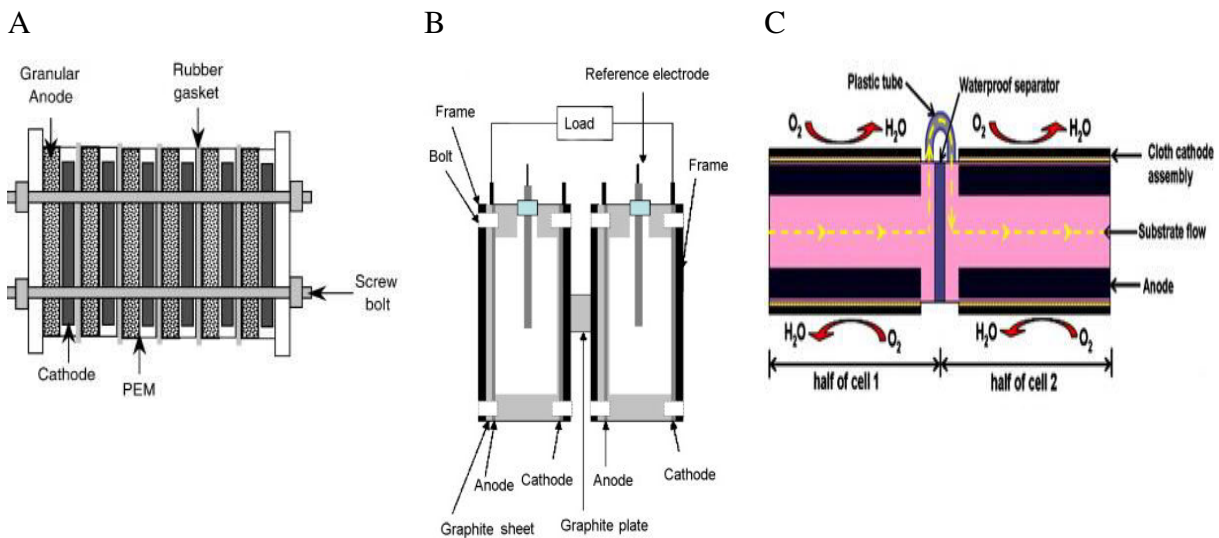 A
Granular
Anode
Rubber
gasket
Screw
bolt
Cathode
PEM
B
Reference electrode
Frame
Load
Bolt
Frame
Anode
Cathode
Anode
Cathode
Graphite sheet
Graphite plate
C
Plastic tube
Waterproof separator
O2
H2O
O2
H2O
Cloth cathode
assembly
Substrate flow
Anode
H2O
O2
H2O
O2
half of cell 1
half of cell 2